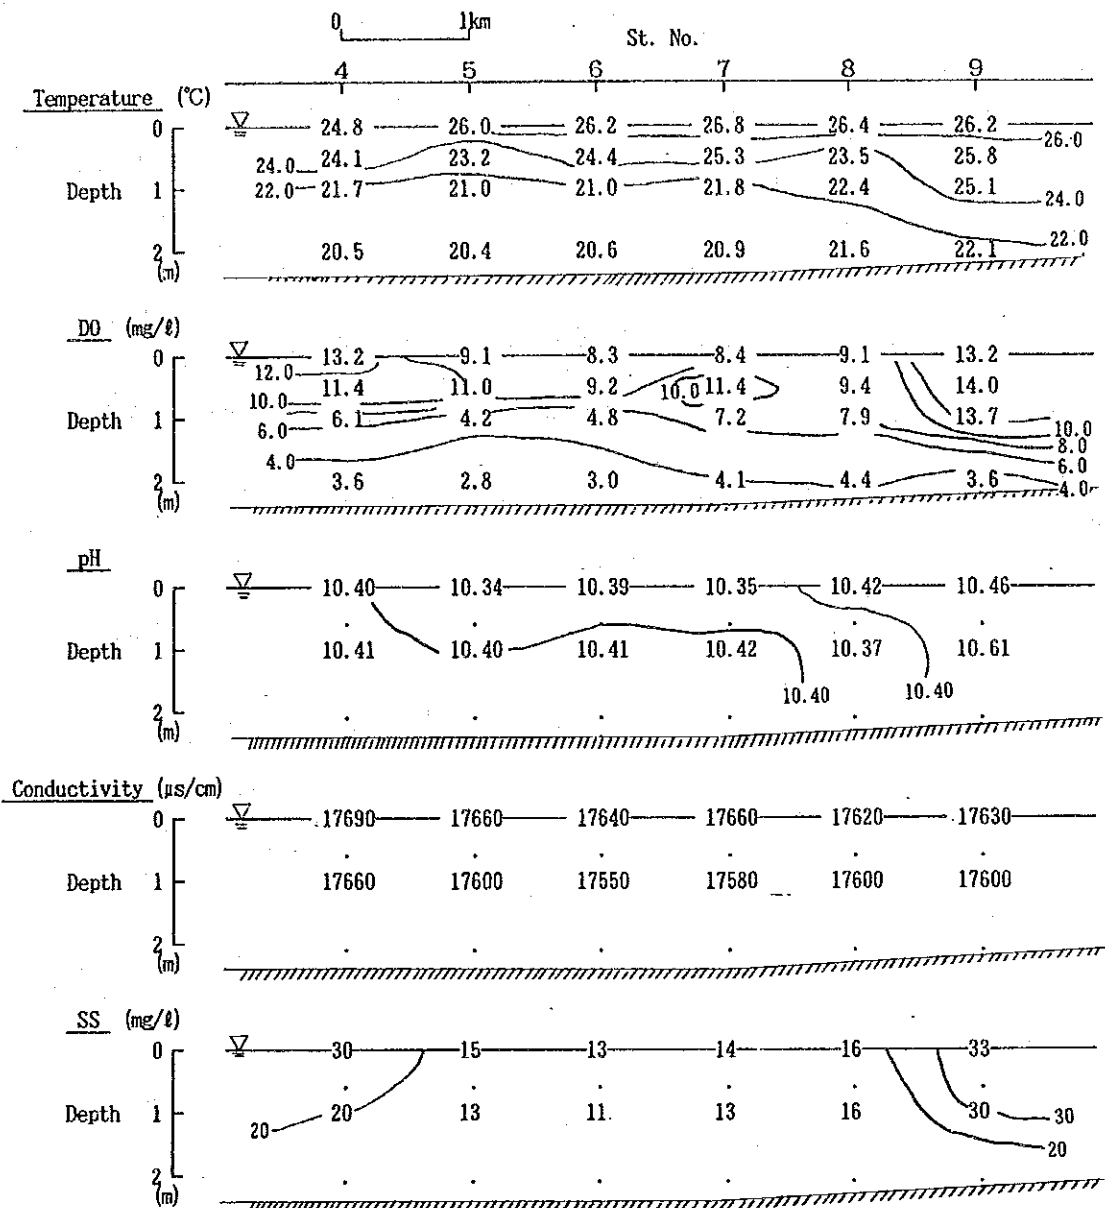 0 1km
St. No.
4 5 6 7 8 9
Temperature (℃)
0 24.8 26.0 26.2 26.8 26.4 26.2
26.0
24.0 24.1 23.2 24.4 25.3 23.5 25.8
Depth 1 22.0 21.7 21.0 21.0 21.8 22.4 25.1
24.0
22.0
2 20.5 20.4 20.6 20.9 21.6 22.1
(m)
DO (mg/ℓ)
0 13.2 9.1 8.3 8.4 9.1 13.2
12.0
11.4 11.0 9.2 10.0 11.4 9.4 14.0
10.0
Depth 1 6.1 4.2 4.8 7.2 7.9 13.7
6.0 10.0
8.0
4.0 6.0
2 3.6 2.8 3.0 4.1 4.4 3.6 4.0
(m)
pH
0 10.40 10.34 10.39 10.35 10.42 10.46
Depth 1 10.41 10.40 10.41 10.42 10.37 10.61
10.40 10.40
2
(m)
Conductivity (μs/cm)
0 17690 17660 17640 17660 17620 17630
Depth 1 17660 17600 17550 17580 17600 17600
2
(m)
SS (mg/ℓ)
0 30 15 13 14 16 33
Depth 1 20 13 11 13 16 30 30
20 20
2
(m)